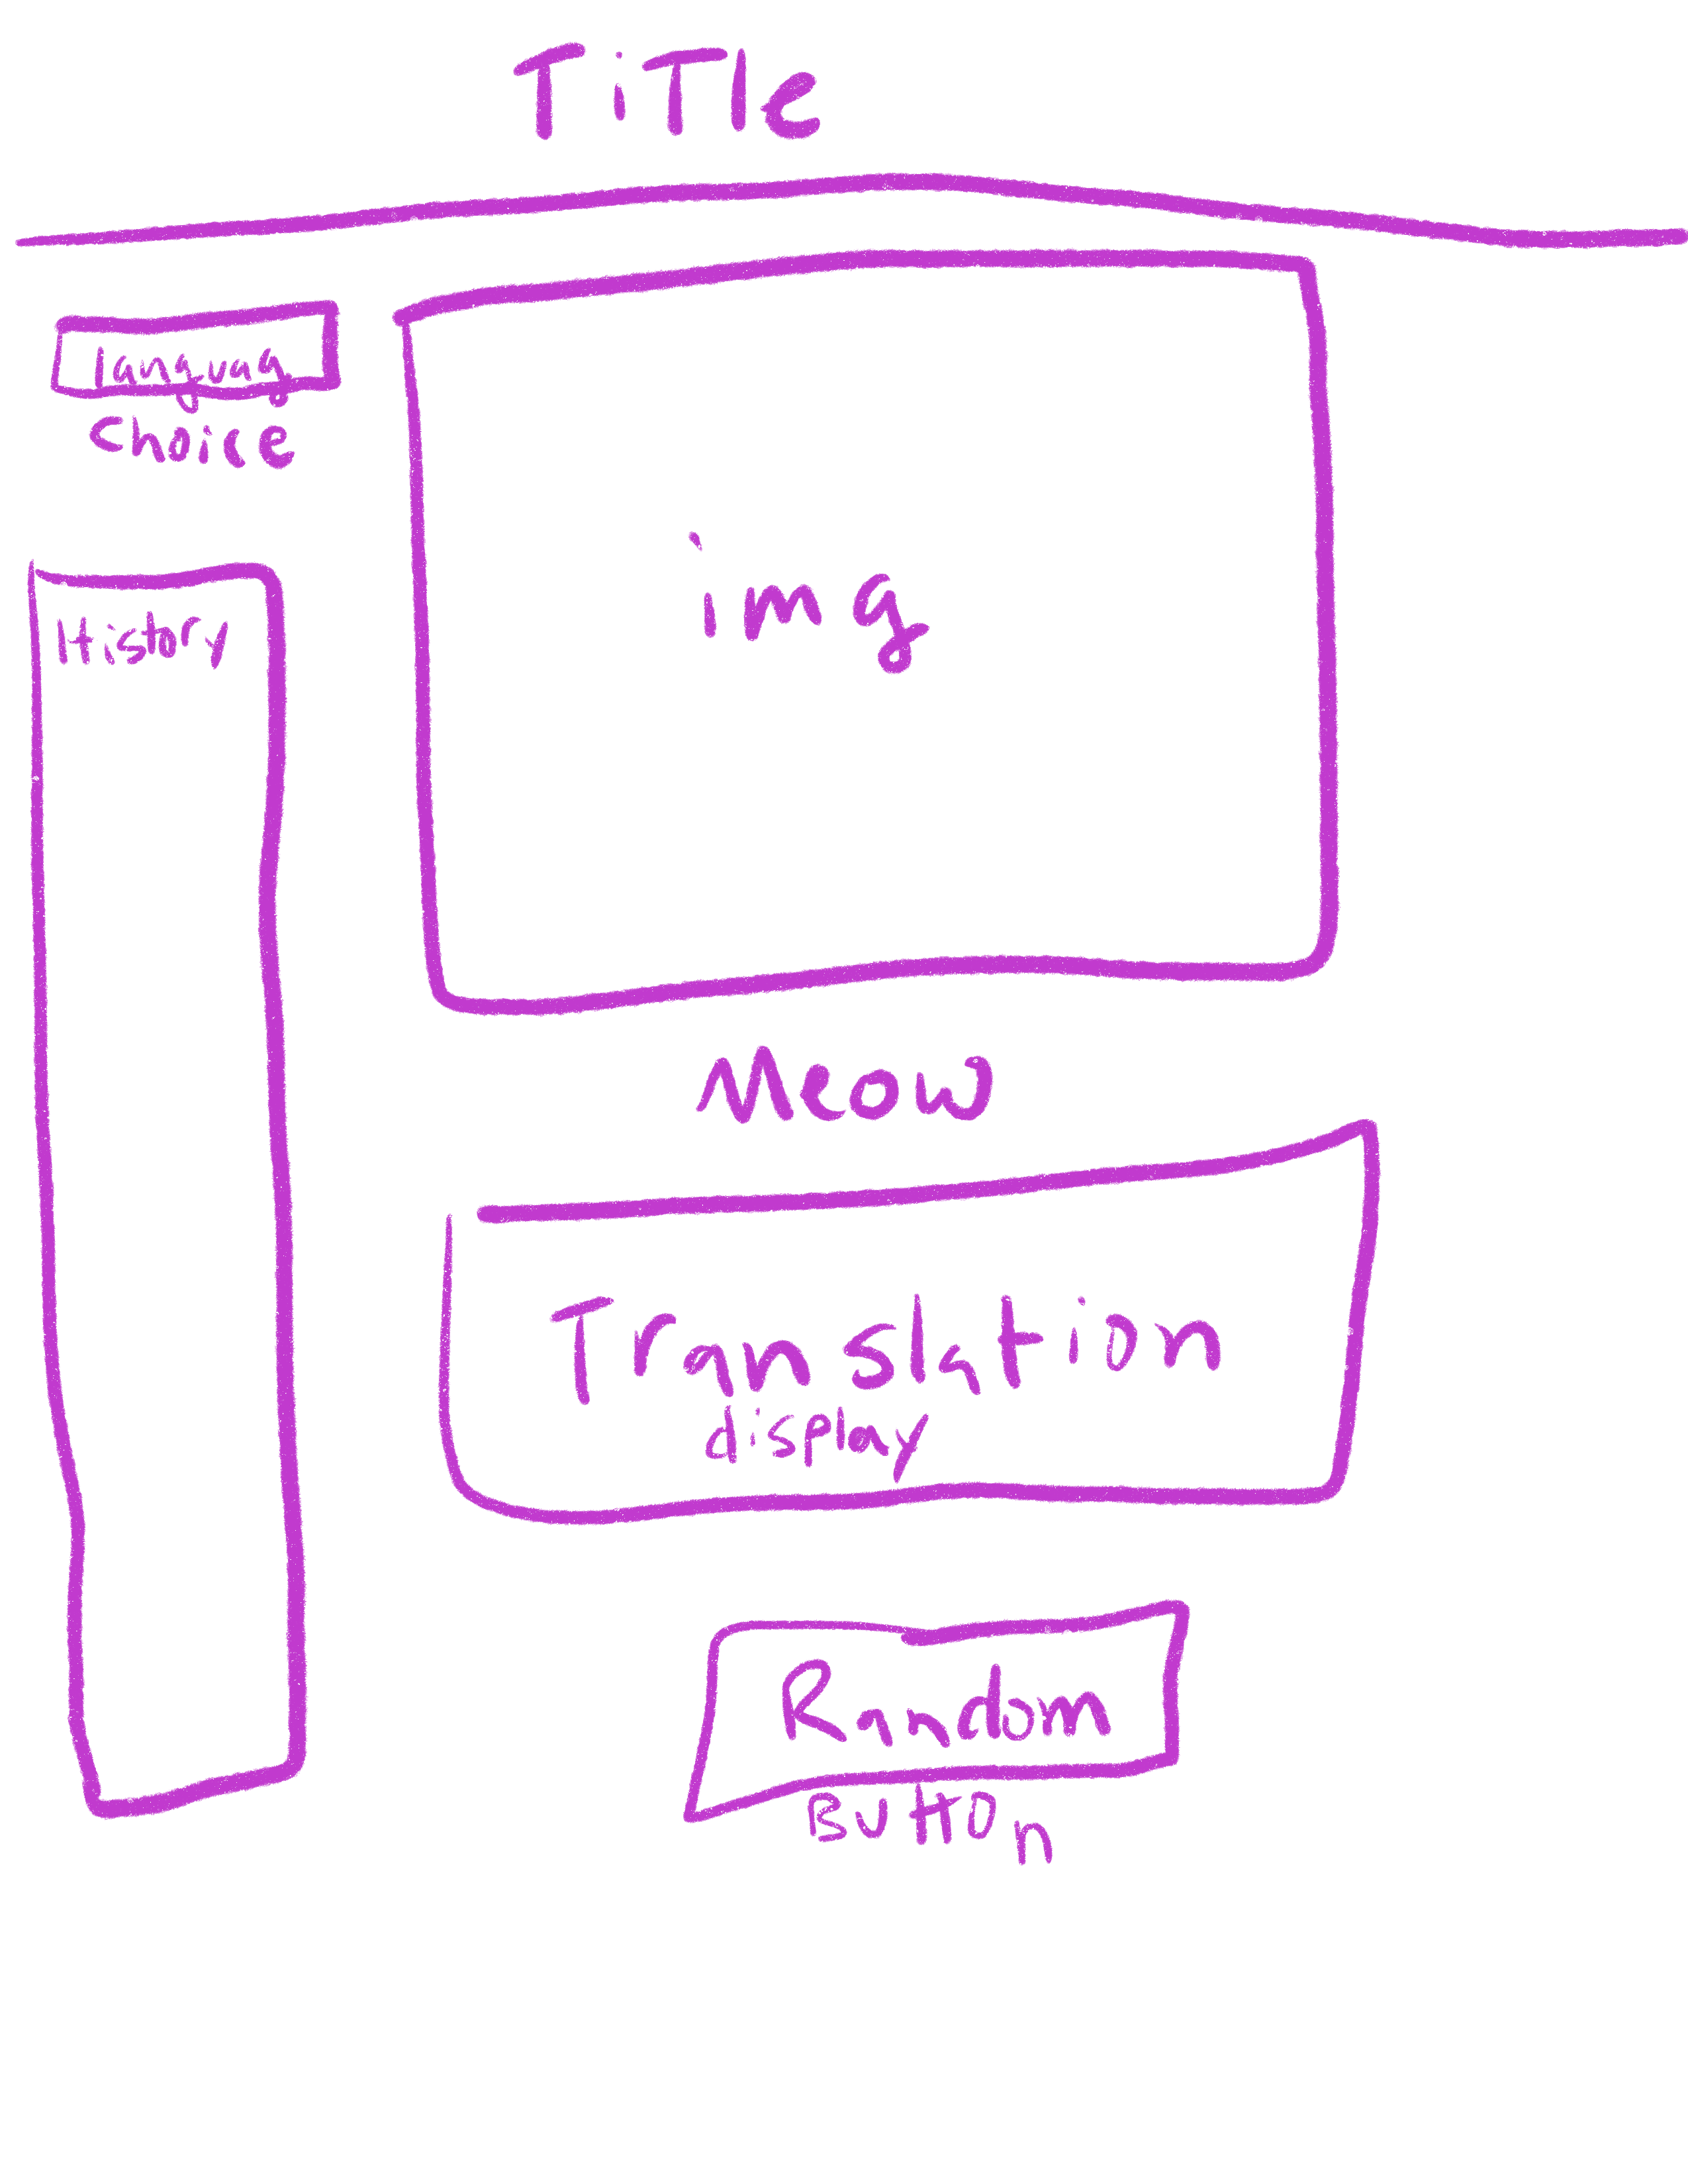 TiTle
languag
choice
img
History
Meow
Translation
display
Random
Button